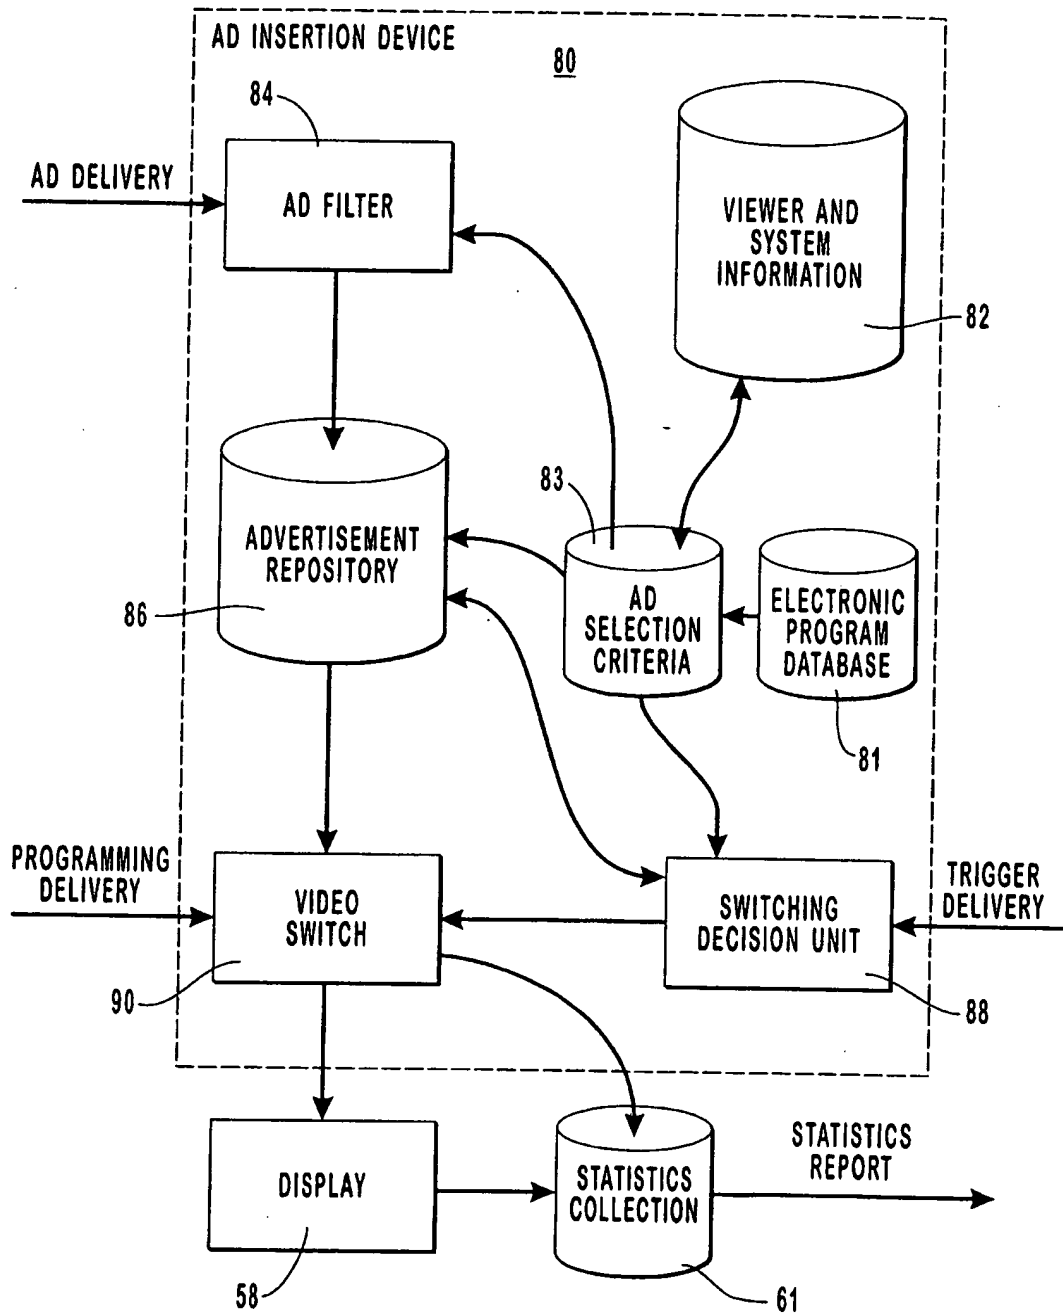 AD INSERTION DEVICE
80
84
AD DELIVERY
AD FILTER
VIEWER AND
SYSTEM
INFORMATION
82
83
ADVERTISEMENT
REPOSITORY
86
AD
SELECTION
CRITERIA
ELECTRONIC
PROGRAM
DATABASE
81
PROGRAMMING
DELIVERY
VIDEO
SWITCH
90
SWITCHING
DECISION UNIT
88
TRIGGER
DELIVERY
DISPLAY
58
STATISTICS
COLLECTION
61
STATISTICS
REPORT